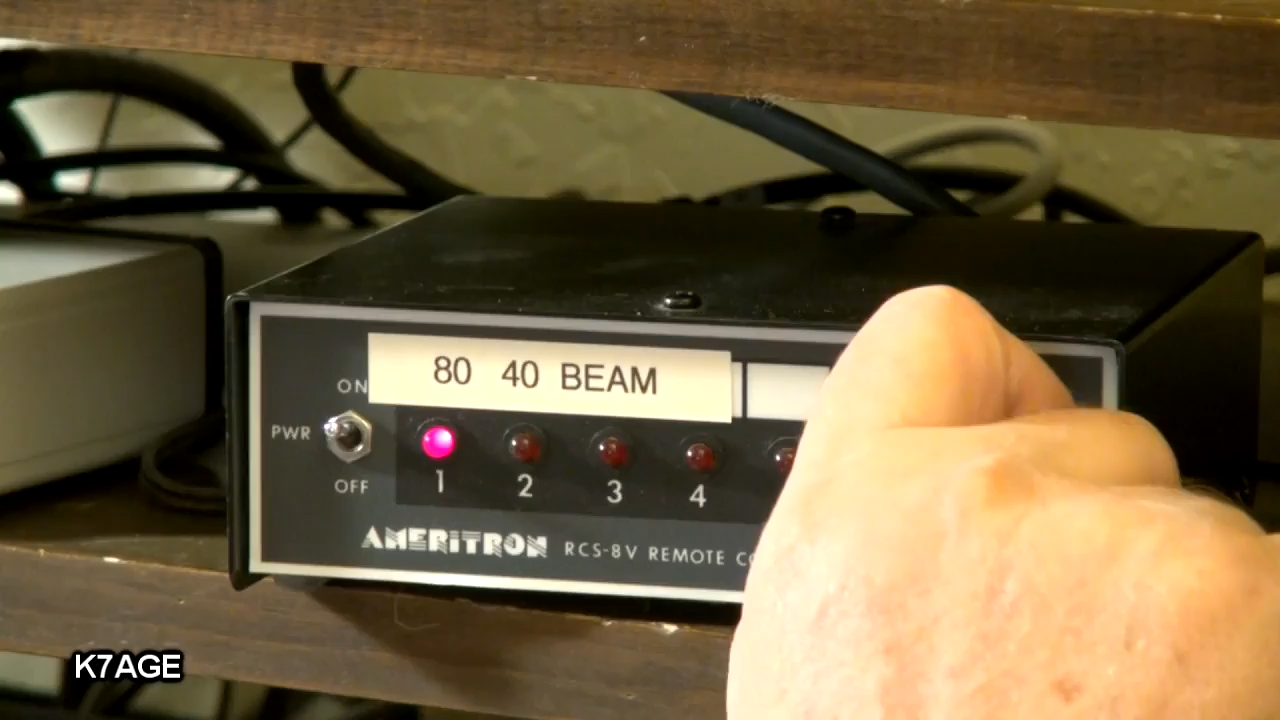 80 40 BEAM
ON
PWR
OFF
1 2 3 4
AMERITRON RCS-8V REMOTE
K7AGE